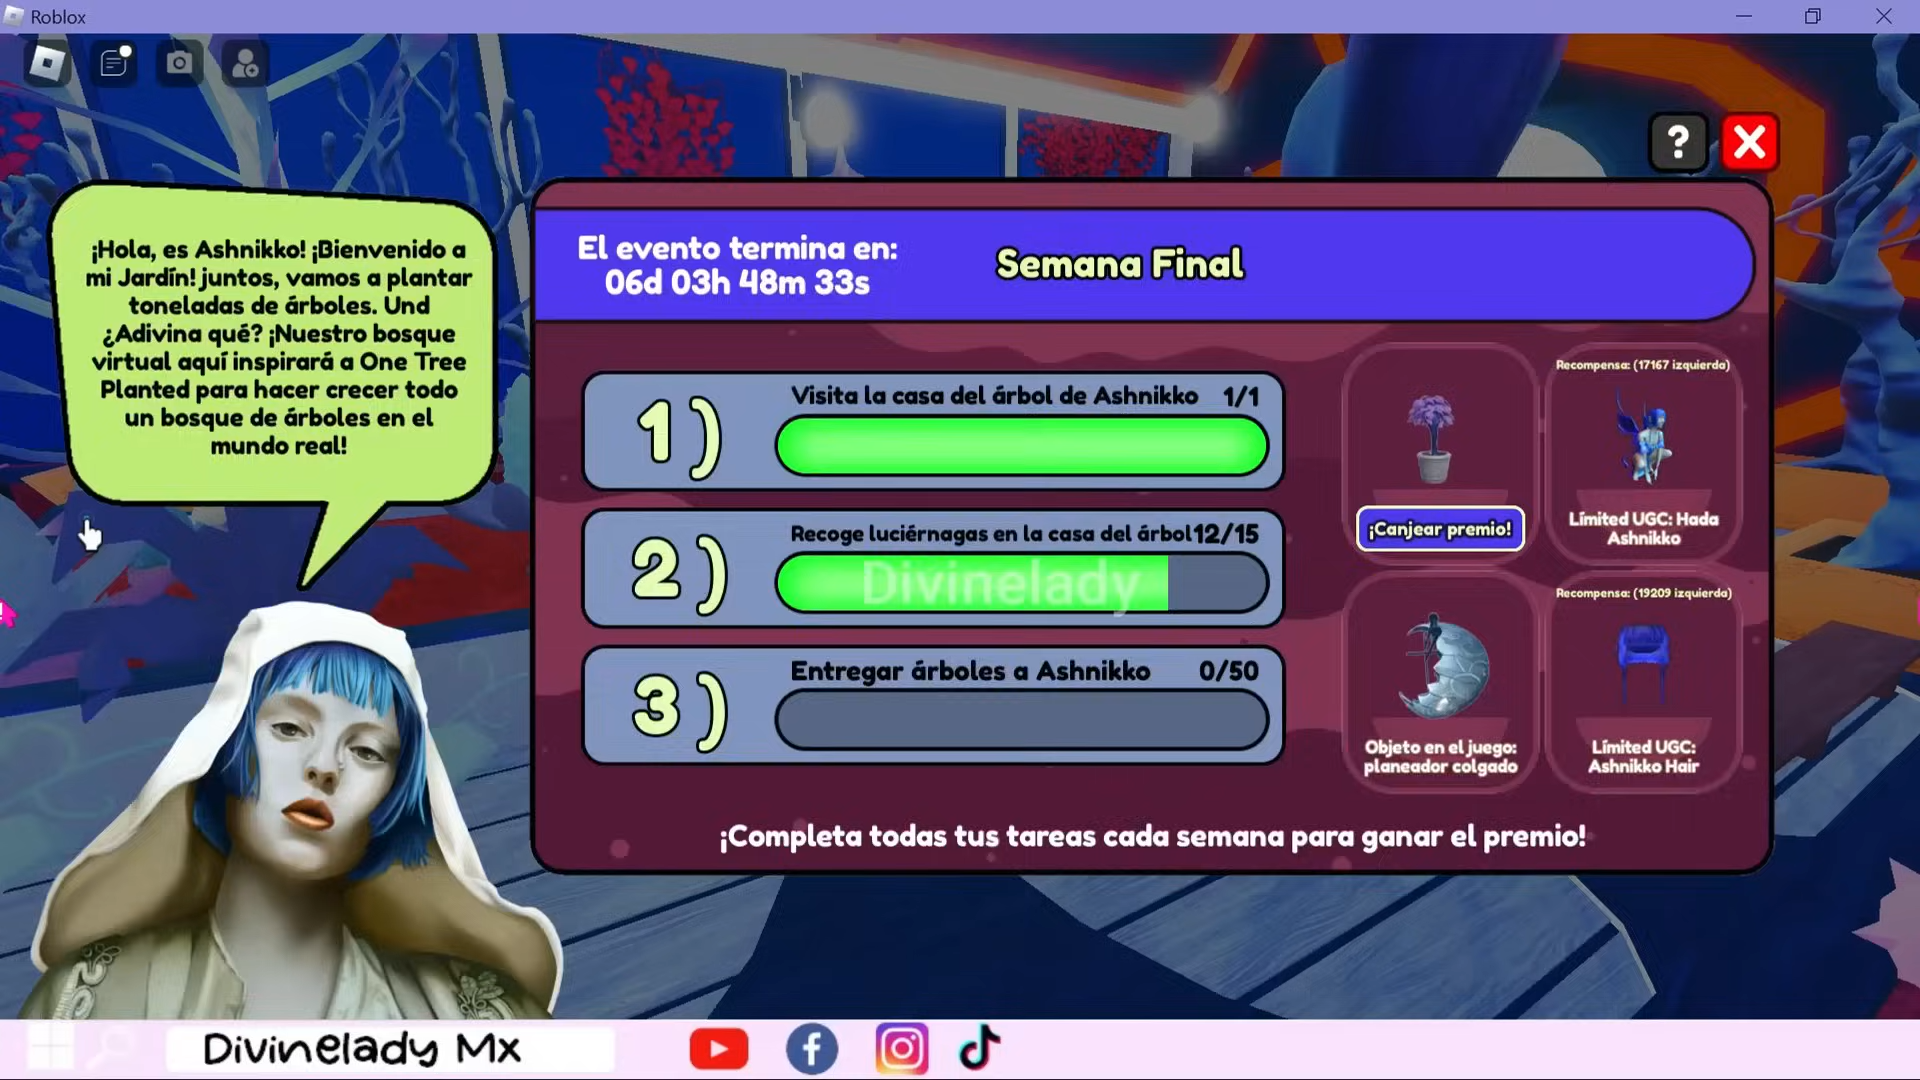 Roblox
?
X
¡Hola, es Ashnikko! ¡Bienvenido a
mi Jardín! juntos, vamos a plantar
toneladas de árboles. Und
¿Adivina qué? ¡Nuestro bosque
virtual aquí inspirará a One Tree
Planted para hacer crecer todo
un bosque de árboles en el
mundo real!
El evento termina en:
06d 03h 48m 33s
Semana Final
1) Visita la casa del árbol de Ashnikko 1/1
2) Recoge luciérnagas en la casa del árbol 12/15
Divinelady
3) Entregar árboles a Ashnikko 0/50
¡Canjear premio!
Recompensa: (17167 izquierda)
Límited UGC: Hada
Ashnikko
Objeto en el juego:
planeador colgado
Recompensa: (19209 izquierda)
Límited UGC:
Ashnikko Hair
¡Completa todas tus tareas cada semana para ganar el premio!
Divinelady Mx